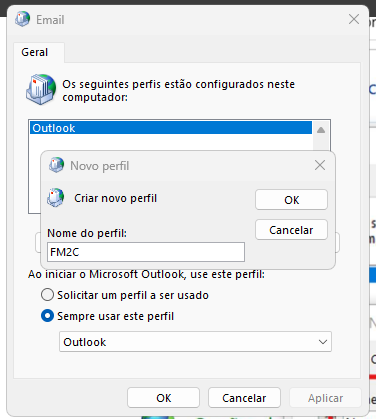 Email
Geral
Os seguintes perfis estão configurados neste
computador:
Outlook
Novo perfil
Criar novo perfil
OK
Cancelar
Nome do perfil:
FM2C
Ao iniciar o Microsoft Outlook, use este perfil:
Solicitar um perfil a ser usado
Sempre usar este perfil
Outlook
OK
Cancelar
Aplicar